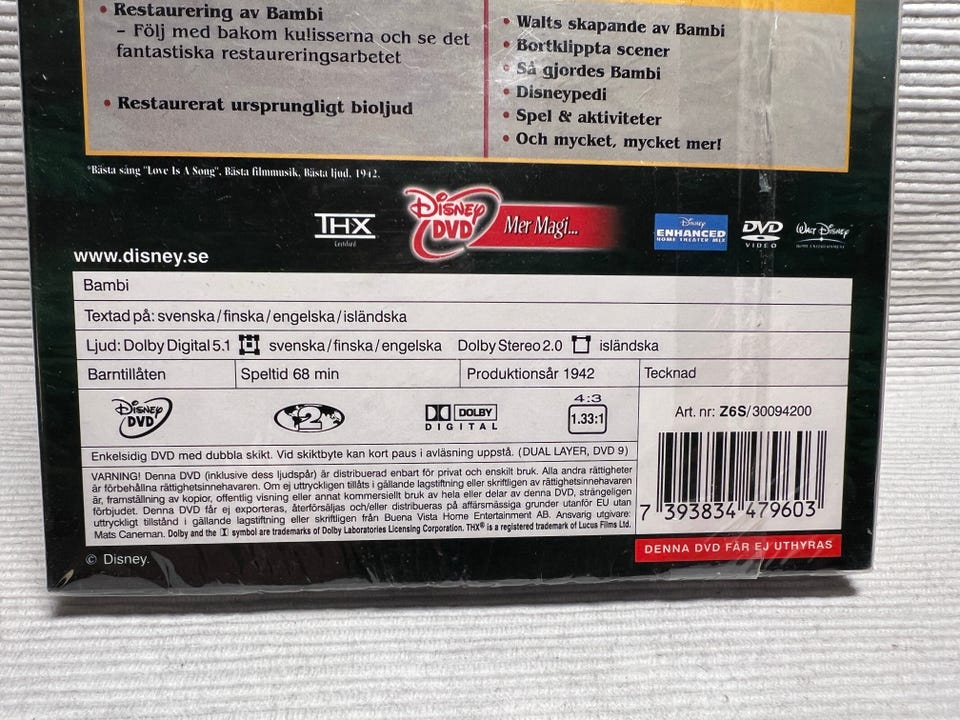 • Restaurering av Bambi
– Följ med bakom kulisserna och se det
fantastiska restaureringsarbetet
• Restaurerat ursprungligt bioljud
• Walts skapande av Bambi
• Bortklippta scener
• Så gjordes Bambi
• Disneypedi
• Spel & aktiviteter
• Och mycket, mycket mer!
*Bästa sång "Love Is A Song", Bästa filmmusik, Bästa ljud, 1942.
THX
Certified
Disney
DVD
Mer Magi...
Disney
ENHANCED
HOME THEATER MIX
DVD
VIDEO
Walt Disney
HOME ENTERTAINMENT
www.disney.se
Bambi
Textad på: svenska/finska/engelska/isländska
Ljud: Dolby Digital 5.1 svenska/finska/engelska Dolby Stereo 2.0 isländska
Barntillåten
Speltid 68 min
Produktionsår 1942
Tecknad
Disney
DVD
2
DOLBY
DIGITAL
4:3
1.33:1
Art. nr: Z6S/30094200
Enkelsidig DVD med dubbla skikt. Vid skiktbyte kan kort paus i avläsning uppstå. (DUAL LAYER, DVD 9)
VARNING! Denna DVD (inklusive dess ljudspår) är distribuerad enbart för privat och enskilt bruk. Alla andra rättigheter
är förbehållna rättighetsinnehavaren. Om ej uttryckligen tillåts i gällande lagstiftning eller skriftligen av rättighetsinnehavaren
är, framställning av kopior, offentlig visning eller annat kommersiellt bruk av hela eller delar av denna DVD, strängeligen
förbjudet. Denna DVD får ej exporteras, återförsäljas och/eller distribueras på affärsmässiga grunder utanför EU utan
uttryckligt tillstånd i gällande lagstiftning eller skriftligen från Buena Vista Home Entertainment AB. Ansvarig utgivare:
Mats Caneman. Dolby and the symbol are trademarks of Dolby Laboratories Licensing Corporation. THX® is a registered trademark of Lucus Films Ltd.
7 393834 479603
DENNA DVD FÅR EJ UTHYRAS
© Disney.